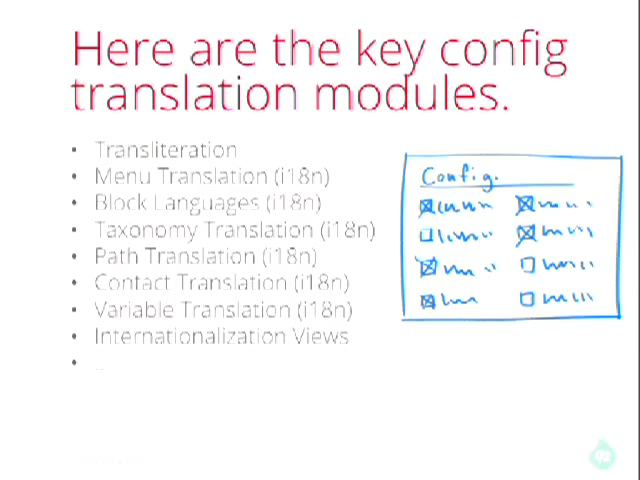 Here are the key config
translation modules.
• Transliteration
• Menu Translation (i18n)
• Block Languages (i18n)
• Taxonomy Translation (i18n)
• Path Translation (i18n)
• Contact Translation (i18n)
• Variable Translation (i18n)
• Internationalization Views
• ...
Config.